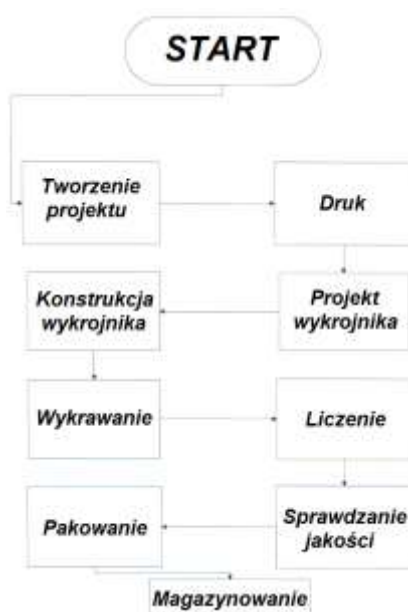 START
Tworzenie
projektu
Druk
Projekt
wykrojnika
Konstrukcja
wykrojnika
Wykrawanie
Liczenie
Sprawdzanie
jakości
Pakowanie
Magazynowanie